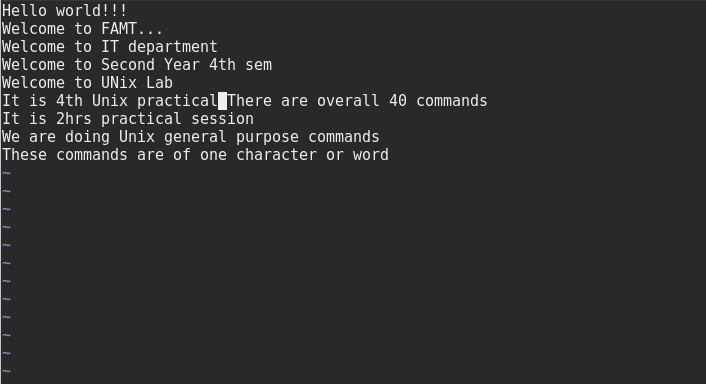 Hello world!!!
Welcome to FAMT...
Welcome to IT department
Welcome to Second Year 4th sem
Welcome to UNix Lab
It is 4th Unix practical There are overall 40 commands
It is 2hrs practical session
We are doing Unix general purpose commands
These commands are of one character or word
~
~
~
~
~
~
~
~
~
~
~
~